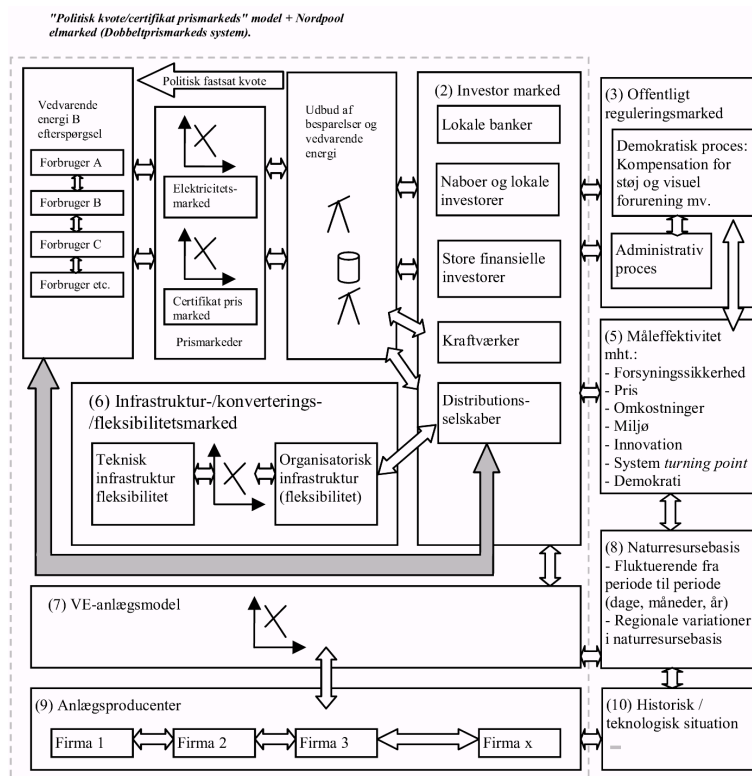 "Politisk kvote/certifikat prismarkeds" model + Nordpool
elmarked (Dobbeltprismarkeds system).
Politisk fastsat kvote
Vedvarende
energi B
efterspørgsel
Forbruger A
Forbruger B
Forbruger C
Forbruger etc.
Elektricitets-
marked
Certifikat pris
marked
Prismarkeder
Udbud af
besparelser og
vedvarende
energi
(2) Investor marked
Lokale banker
Naboer og lokale
investorer
Store finansielle
investorer
Kraftværker
Distributions-
selskaber
(3) Offentligt
reguleringsmarked
Demokratisk proces:
Kompensation for
støj og visuel
forurening mv.
Administrativ
proces
(5) Måleffektivitet
mht.:
- Forsyningssikkerhed
- Pris
- Omkostninger
- Miljø
- Innovation
- System turning point
- Demokrati
(6) Infrastruktur-/konverterings-
/fleksibilitetsmarked
Teknisk
infrastruktur
fleksibilitet
Organisatorisk
infrastruktur
(fleksibilitet)
(7) VE-anlægsmodel
(8) Naturresursebasis
- Fluktuerende fra
periode til periode
(dage, måneder, år)
- Regionale variationer
i naturresursebasis
(9) Anlægsproducenter
Firma 1
Firma 2
Firma 3
Firma x
(10) Historisk /
teknologisk situation